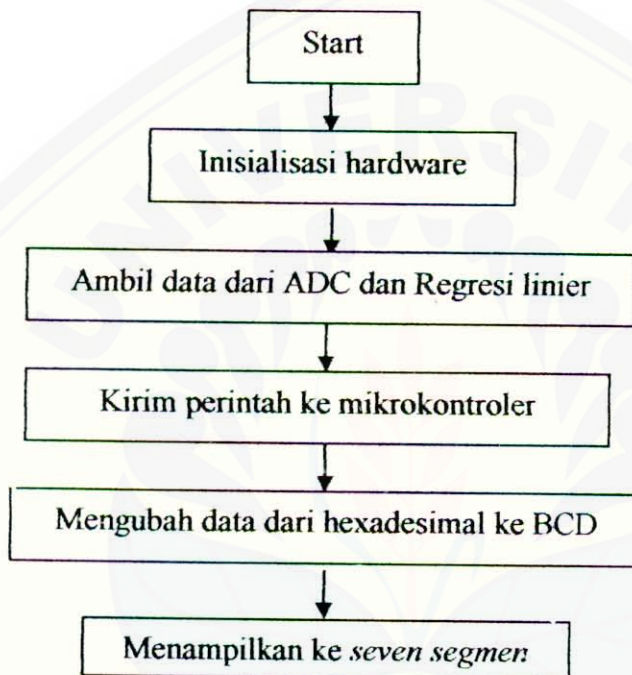 UNIVERSIT
Start
Inisialisasi hardware
Ambil data dari ADC dan Regresi linier
Kirim perintah ke mikrokontroler
Mengubah data dari hexadesimal ke BCD
Menampilkan ke seven segmen